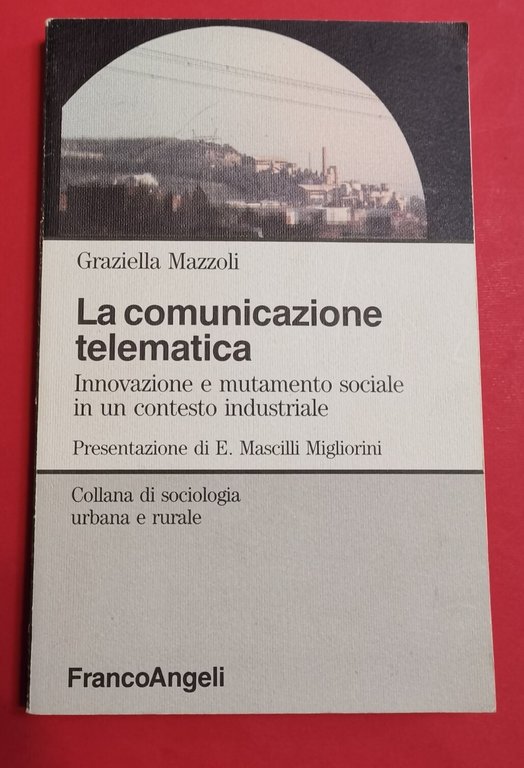 Graziella Mazzoli
La comunicazione
telematica
Innovazione e mutamento sociale
in un contesto industriale
Presentazione di E. Mascilli Migliorini
Collana di sociologia
urbana e rurale
FrancoAngeli